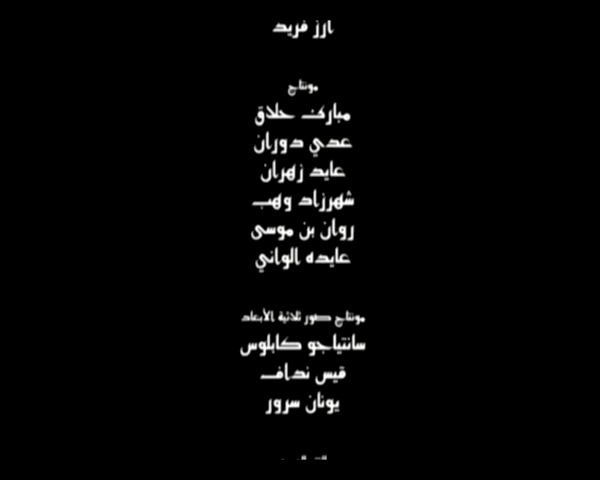 ارز فريد
مونتاج
مبارك حلاق
عدي دوران
عايد زهران
شهرزاد وهب
روان بن موسى
عايده الواني
مونتاج صور ثلاثية الأبعاد
سانتياجو كابلوس
قيس نداف
يونان سرور